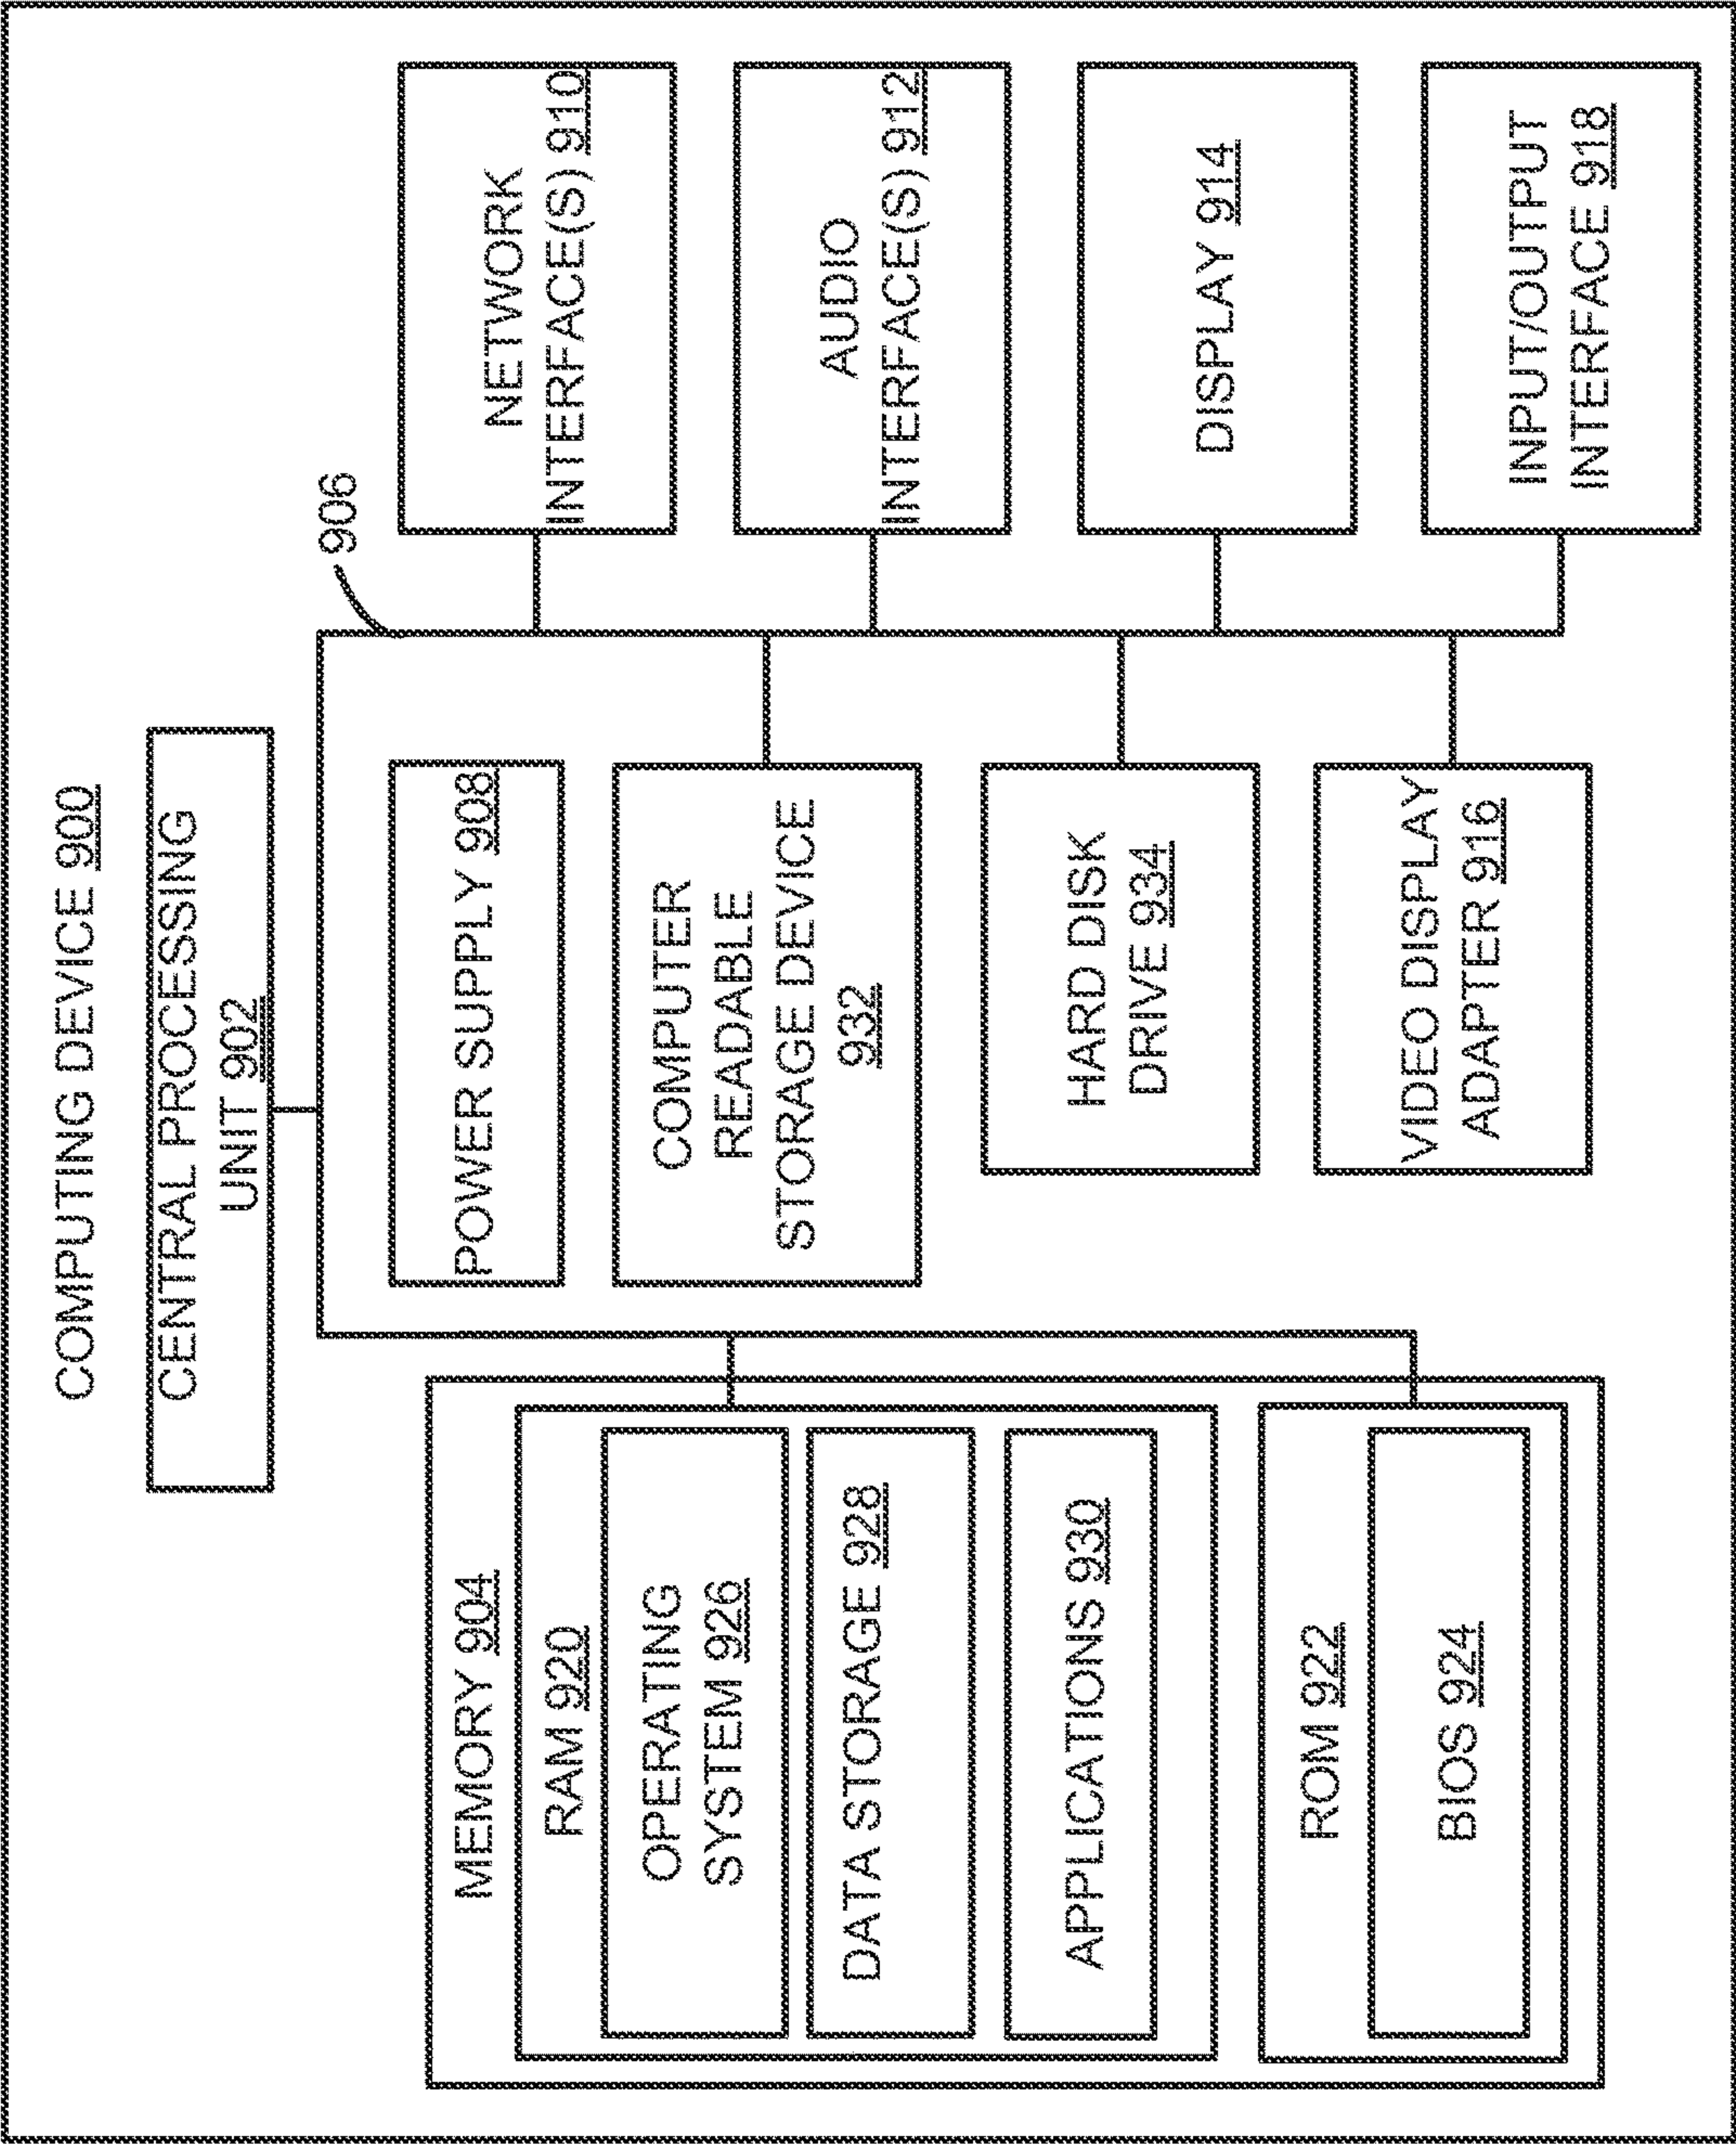 COMPUTING DEVICE 900
CENTRAL PROCESSING
UNIT 902
906
MEMORY 904
RAM 920
OPERATING
SYSTEM 926
DATA STORAGE 928
APPLICATIONS 930
ROM 922
BIOS 924
POWER SUPPLY 908
COMPUTER
READABLE
STORAGE DEVICE
932
HARD DISK
DRIVE 934
VIDEO DISPLAY
ADAPTER 916
NETWORK
INTERFACE(S) 910
AUDIO
INTERFACE(S) 912
DISPLAY 914
INPUT/OUTPUT
INTERFACE 918